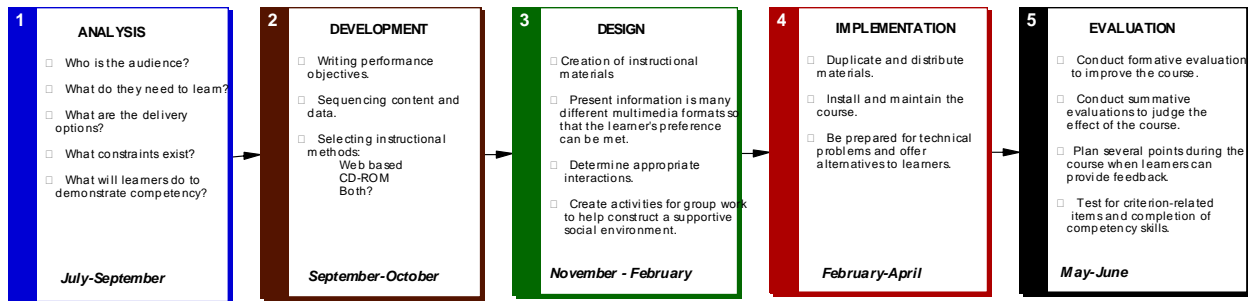 1
ANALYSIS
□ Who is the audience?
□ What do they need to learn?
□ What are the delivery
options?
□ What constraints exist?
□ What will learners do to
demonstrate competency?
July-September
2
DEVELOPMENT
□ Writing performance
objectives.
□ Sequencing content and
data.
□ Selecting instructional
methods:
Web based
CD-ROM
Both?
September-October
3
DESIGN
□ Creation of instructional
materials
□ Present information is many
different multimedia formats so
that the learner's preference
can be met.
□ Determine appropriate
interactions.
□ Create activities for group work
to help construct a supportive
social environment.
November - February
4
IMPLEMENTATION
□ Duplicate and distribute
materials.
□ Install and maintain the
course.
□ Be prepared for technical
problems and offer
alternatives to learners.
February-April
5
EVALUATION
□ Conduct formative evaluation
to improve the course.
□ Conduct summative
evaluations to judge the
effect of the course.
□ Plan several points during the
course when learners can
provide feedback.
□ Test for criterion-related
items and completion of
competency skills.
May-June